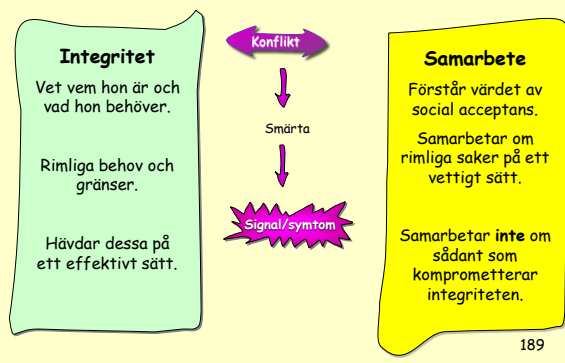 Integritet
Vet vem hon är och
vad hon behöver.
Rimliga behov och
gränser.
Hävdar dessa på
ett effektivt sätt.
Konflikt
Smärta
Signal/symtom
Samarbete
Förstår värdet av
social acceptans.
Samarbetar om
rimliga saker på ett
vettigt sätt.
Samarbetar inte om
sådant som
komprometterar
integriteten.
189